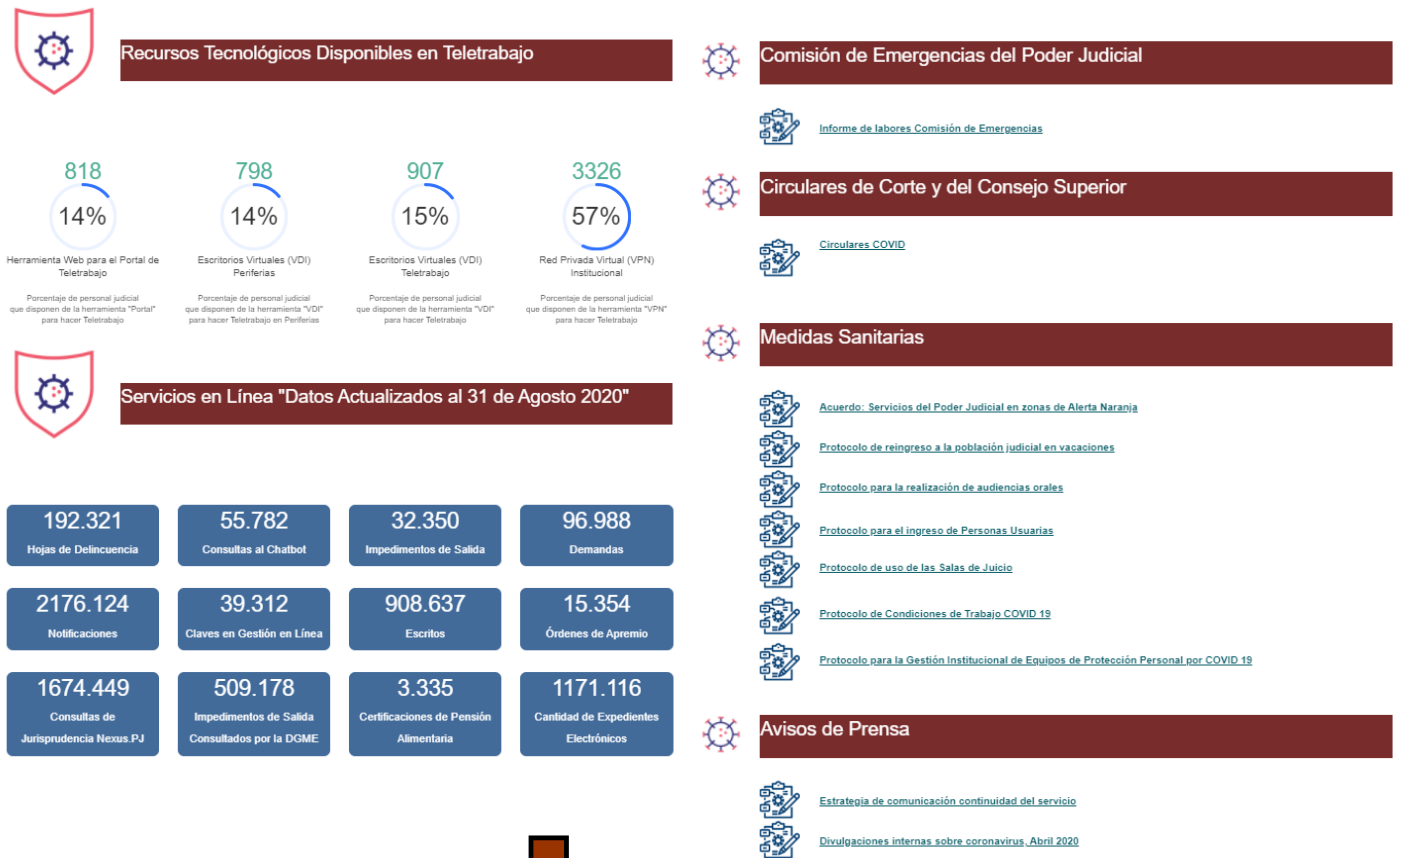 Recursos Tecnológicos Disponibles en Teletrabajo
818
14%
Herramienta Web para el Portal de
Teletrabajo
Porcentaje de personal judicial
que disponen de la herramienta "Portal"
para hacer Teletrabajo
798
14%
Escritorios Virtuales (VDI)
Periferias
Porcentaje de personal judicial
que disponen de la herramienta "VDI"
para hacer Teletrabajo en Periferias
907
15%
Escritorios Virtuales (VDI)
Teletrabajo
Porcentaje de personal judicial
que disponen de la herramienta "VDI"
para hacer Teletrabajo
3326
57%
Red Privada Virtual (VPN)
Institucional
Porcentaje de personal judicial
que disponen de la herramienta "VPN"
para hacer Teletrabajo
Servicios en Línea "Datos Actualizados al 31 de Agosto 2020"
192.321
Hojas de Delincuencia
55.782
Consultas al Chatbot
32.350
Impedimentos de Salida
96.988
Demandas
2176.124
Notificaciones
39.312
Claves en Gestión en Línea
908.637
Escritos
15.354
Órdenes de Apremio
1674.449
Consultas de
Jurisprudencia Nexus.PJ
509.178
Impedimentos de Salida
Consultados por la DGME
3.335
Certificaciones de Pensión
Alimentaria
1171.116
Cantidad de Expedientes
Electrónicos
Comisión de Emergencias del Poder Judicial
Informe de labores Comisión de Emergencias
Circulares de Corte y del Consejo Superior
Circulares COVID
Medidas Sanitarias
Acuerdo: Servicios del Poder Judicial en zonas de Alerta Naranja
Protocolo de reingreso a la población judicial en vacaciones
Protocolo para la realización de audiencias orales
Protocolo para el ingreso de Personas Usuarias
Protocolo de uso de las Salas de Juicio
Protocolo de Condiciones de Trabajo COVID 19
Protocolo para la Gestión Institucional de Equipos de Protección Personal por COVID 19
Avisos de Prensa
Estrategia de comunicación continuidad del servicio
Divulgaciones internas sobre coronavirus, Abril 2020